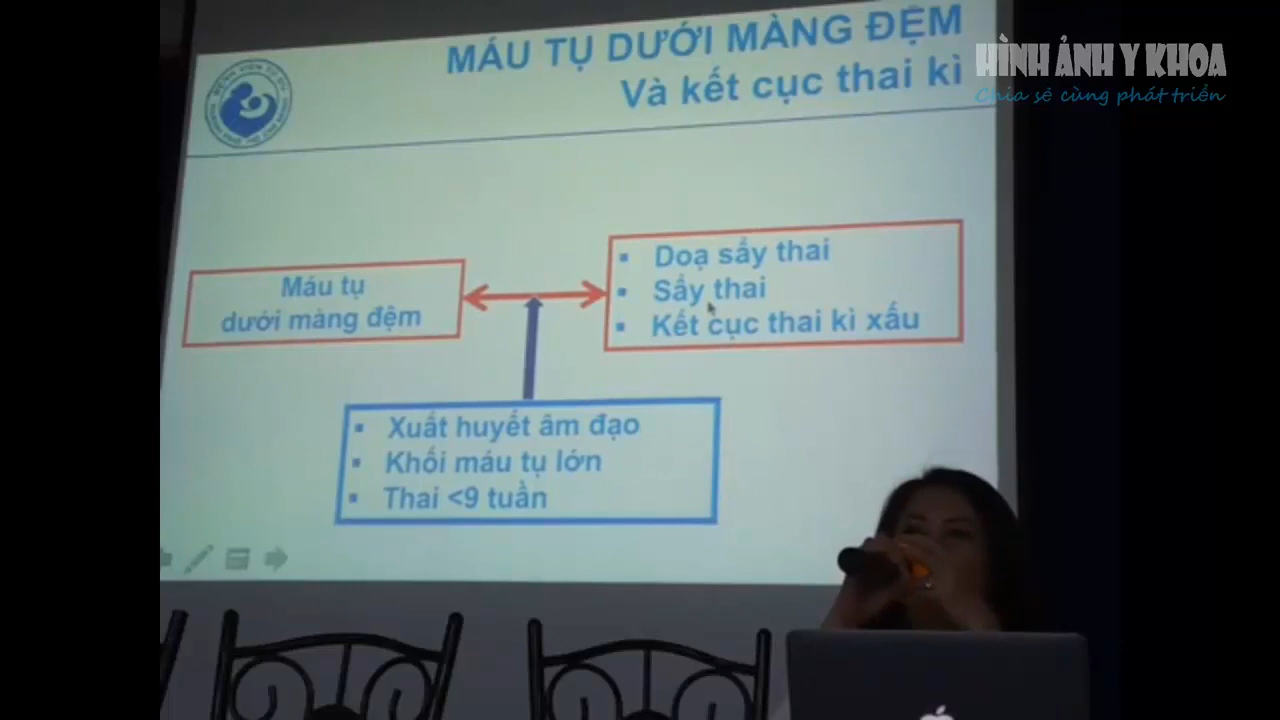 MÁU TỤ DƯỚI MÀNG ĐỆM
Và kết cục thai kì
HÌNH ẢNH Y KHOA
Chia sẻ cùng phát triển
Máu tụ
dưới màng đệm
▪ Doạ sẩy thai
▪ Sẩy thai
▪ Kết cục thai kì xấu
▪ Xuất huyết âm đạo
▪ Khối máu tụ lớn
▪ Thai <9 tuần